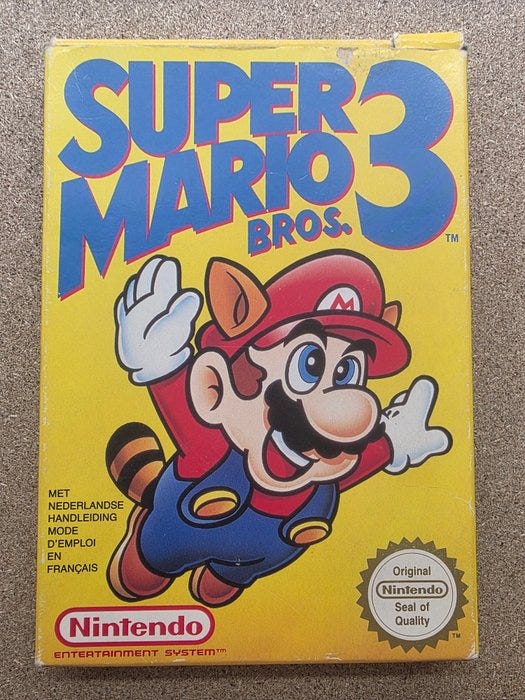 SUPER
MARIO
BROS.
3
TM
M
MET
NEDERLANDSE
HANDLEIDING
MODE
D'EMPLOI
EN
FRANÇAIS
Nintendo
ENTERTAINMENT SYSTEM™
Original
Nintendo
Seal of
Quality
TM